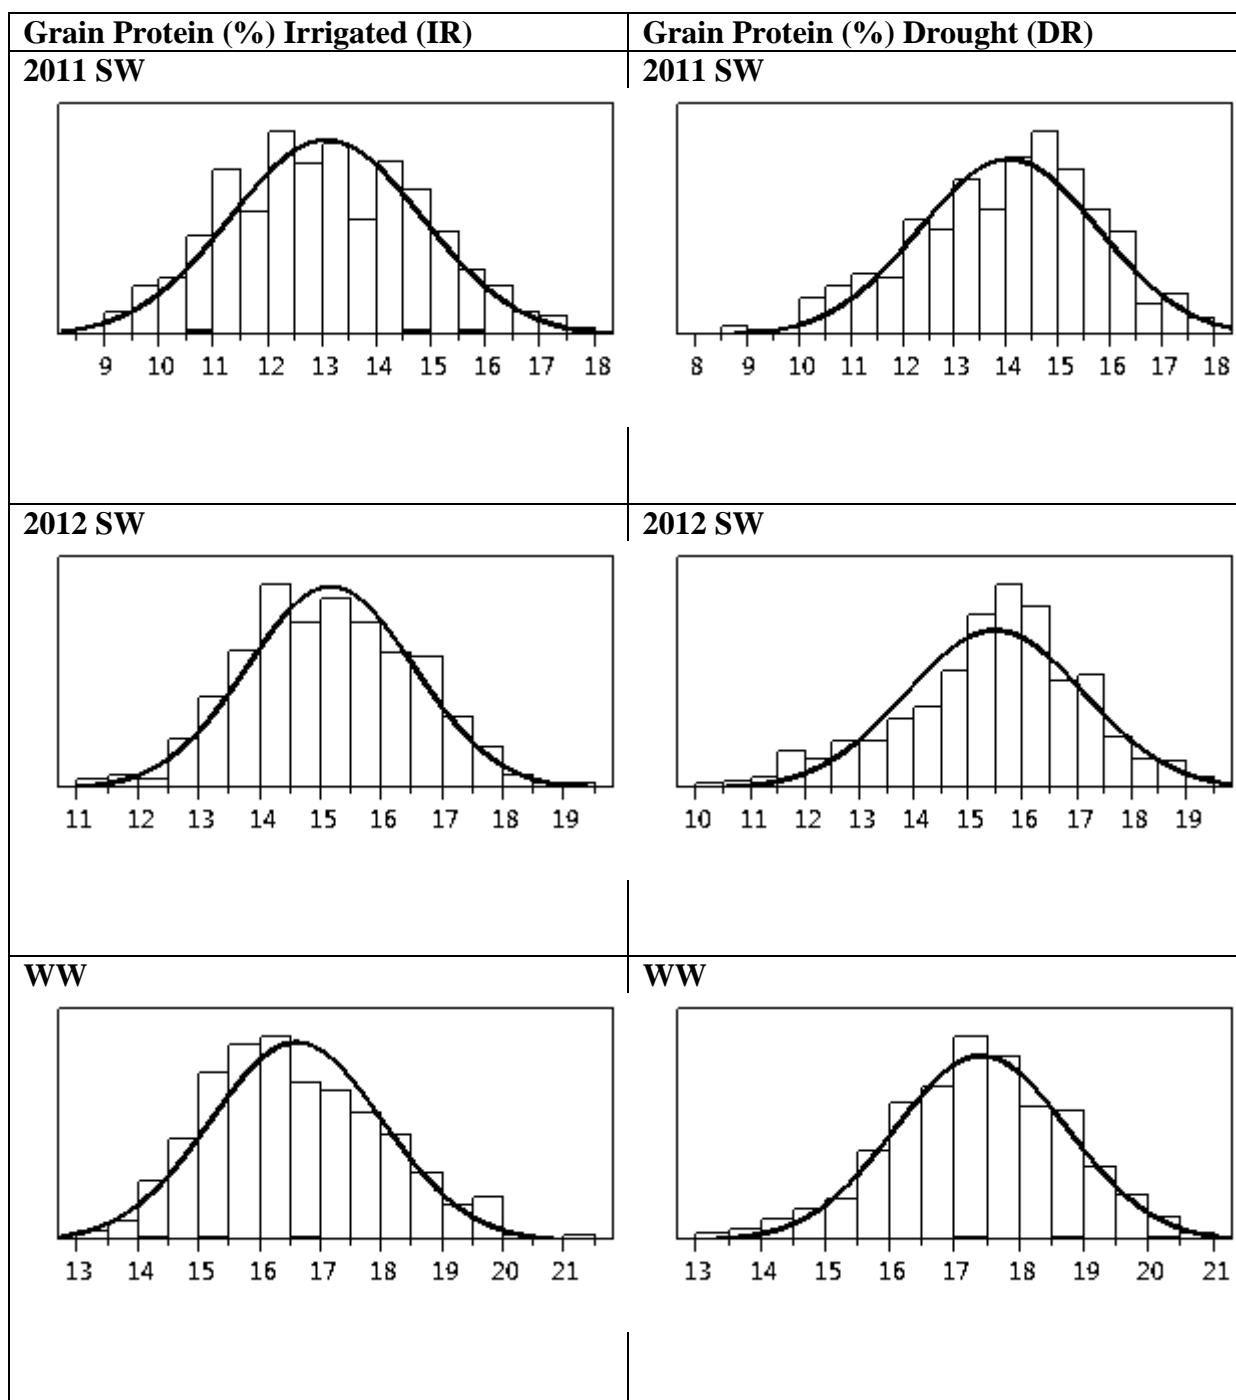 Grain Protein (%) Irrigated (IR)
Grain Protein (%) Drought (DR)
2011 SW
2011 SW
9 10 11 12 13 14 15 16 17 18
8 9 10 11 12 13 14 15 16 17 18
2012 SW
2012 SW
11 12 13 14 15 16 17 18 19
10 11 12 13 14 15 16 17 18 19
WW
WW
13 14 15 16 17 18 19 20 21
13 14 15 16 17 18 19 20 21